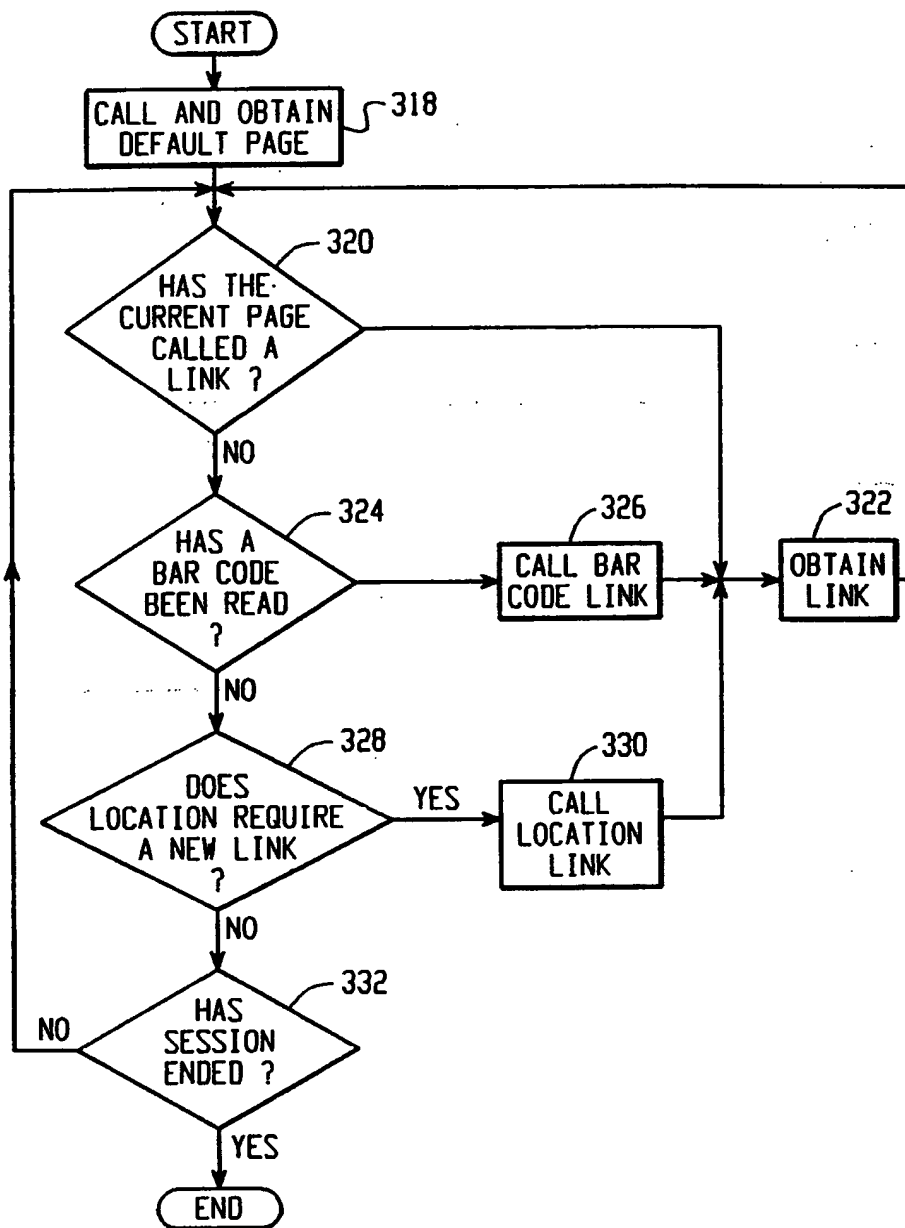 START
CALL AND OBTAIN
DEFAULT PAGE
318
320
HAS THE
CURRENT PAGE
CALLED A
LINK ?
NO
324
HAS A
BAR CODE
BEEN READ
?
326
CALL BAR
CODE LINK
322
OBTAIN
LINK
NO
328
DOES
LOCATION REQUIRE
A NEW LINK
?
YES
330
CALL
LOCATION
LINK
NO
332
HAS
SESSION
ENDED ?
NO
YES
END